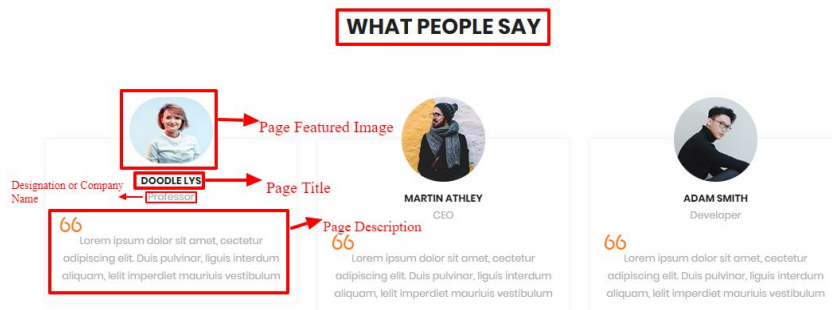 WHAT PEOPLE SAY
Page Featured Image
DOODLE LYS
Page Title
Designation or Company
Name
Professor
Page Description
66
Lorem ipsum dolor sit amet, cectetur
adipiscing elit. Duis pulvinar, liguis interdum
aliquam, lelit imperdiet mauriuis vestibulum
MARTIN ATHLEY
CEO
66
Lorem ipsum dolor sit amet, cectetur
adipiscing elit. Duis pulvinar, liguis interdum
aliquam, lelit imperdiet mauriuis vestibulum
ADAM SMITH
Developer
66
Lorem ipsum dolor sit amet, cectetur
adipiscing elit. Duis pulvinar, liguis interdum
aliquam, lelit imperdiet mauriuis vestibulum